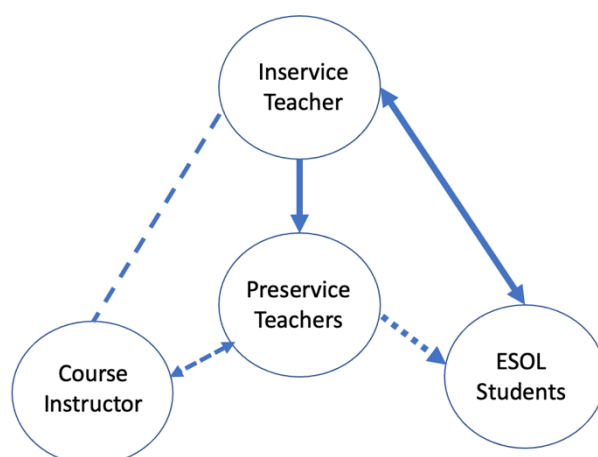 Inservice
Teacher
Preservice
Teachers
Course
Instructor
ESOL
Students